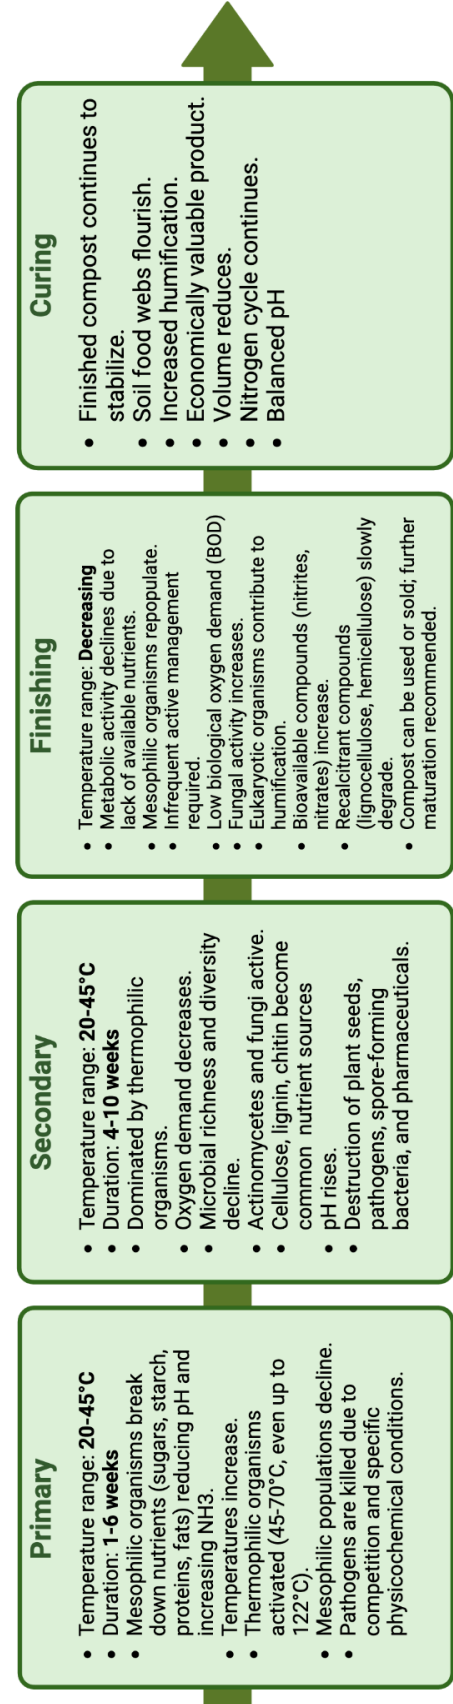 Primary
• Temperature range: 20-45°C
• Duration: 1-6 weeks
• Mesophilic organisms break
down nutrients (sugars, starch,
proteins, fats) reducing pH and
increasing NH3.
• Temperatures increase.
• Thermophilic organisms
activated (45-70°C, even up to
122°C).
• Mesophilic populations decline.
• Pathogens are killed due to
competition and specific
physicochemical conditions.
Secondary
• Temperature range: 20-45°C
• Duration: 4-10 weeks
• Dominated by thermophilic
organisms.
• Oxygen demand decreases.
• Microbial richness and diversity
decline.
• Actinomycetes and fungi active.
• Cellulose, lignin, chitin become
common nutrient sources
• pH rises.
• Destruction of plant seeds,
pathogens, spore-forming
bacteria, and pharmaceuticals.
Finishing
• Temperature range: Decreasing
• Metabolic activity declines due to
lack of available nutrients.
• Mesophilic organisms repopulate.
• Infrequent active management
required.
• Low biological oxygen demand (BOD)
• Fungal activity increases.
• Eukaryotic organisms contribute to
humification.
• Bioavailable compounds (nitrites,
nitrates) increase.
• Recalcitrant compounds
(lignocellulose, hemicellulose) slowly
degrade.
• Compost can be used or sold; further
maturation recommended.
Curing
• Finished compost continues to
stabilize.
• Soil food webs flourish.
• Increased humification.
• Economically valuable product.
• Volume reduces.
• Nitrogen cycle continues.
• Balanced pH